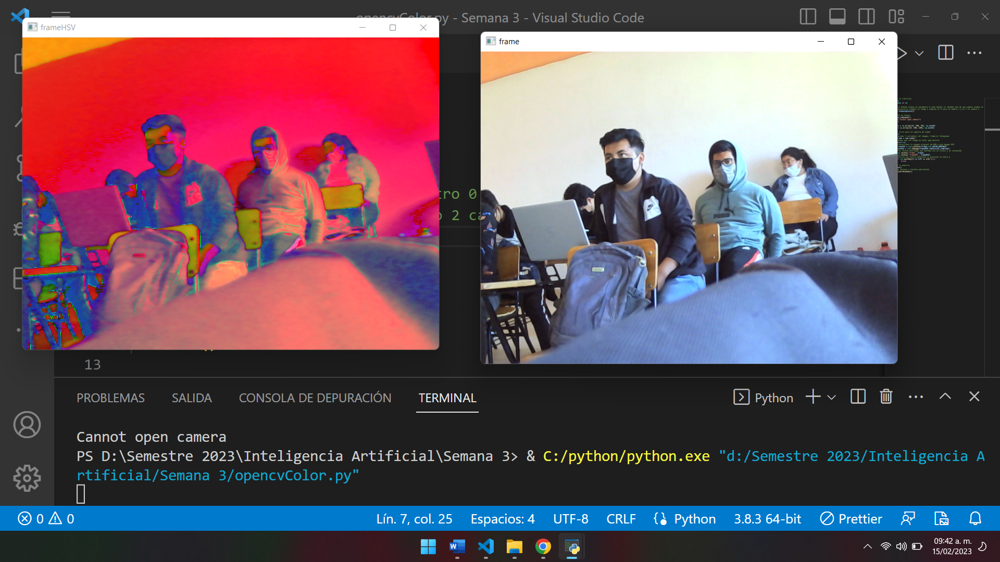 opencvColor.py - Semana 3 - Visual Studio Code
frameHSV
frame
tro 0
2 ca
13
PROBLEMAS
SALIDA
CONSOLA DE DEPURACIÓN
TERMINAL
Python
Cannot open camera
PS D:\Semestre 2023\Inteligencia Artificial\Semana 3> & C:/python/python.exe "d:/Semestre 2023/Inteligencia A
rtificial/Semana 3/opencvColor.py"
0 0
Lín. 7, col. 25
Espacios: 4
UTF-8
CRLF
Python
3.8.3 64-bit
Prettier
09:42 a. m.
15/02/2023